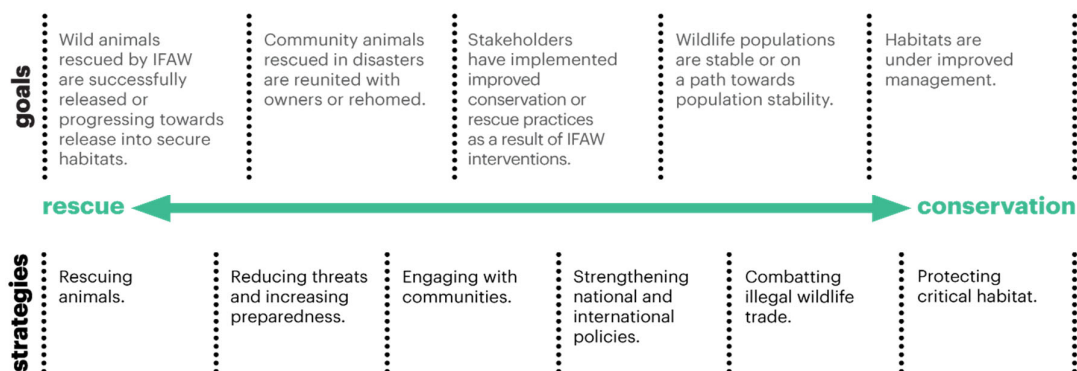 goals
Wild animals
rescued by IFAW
are successfully
released or
progressing towards
release into secure
habitats.
Community animals
rescued in disasters
are reunited with
owners or rehomed.
Stakeholders
have implemented
improved
conservation or
rescue practices
as a result of IFAW
interventions.
Wildlife populations
are stable or on
a path towards
population stability.
Habitats are
under improved
management.
rescue
conservation
strategies
Rescuing
animals.
Reducing threats
and increasing
preparedness.
Engaging with
communities.
Strengthening
national and
international
policies.
Combatting
illegal wildlife
trade.
Protecting
critical habitat.